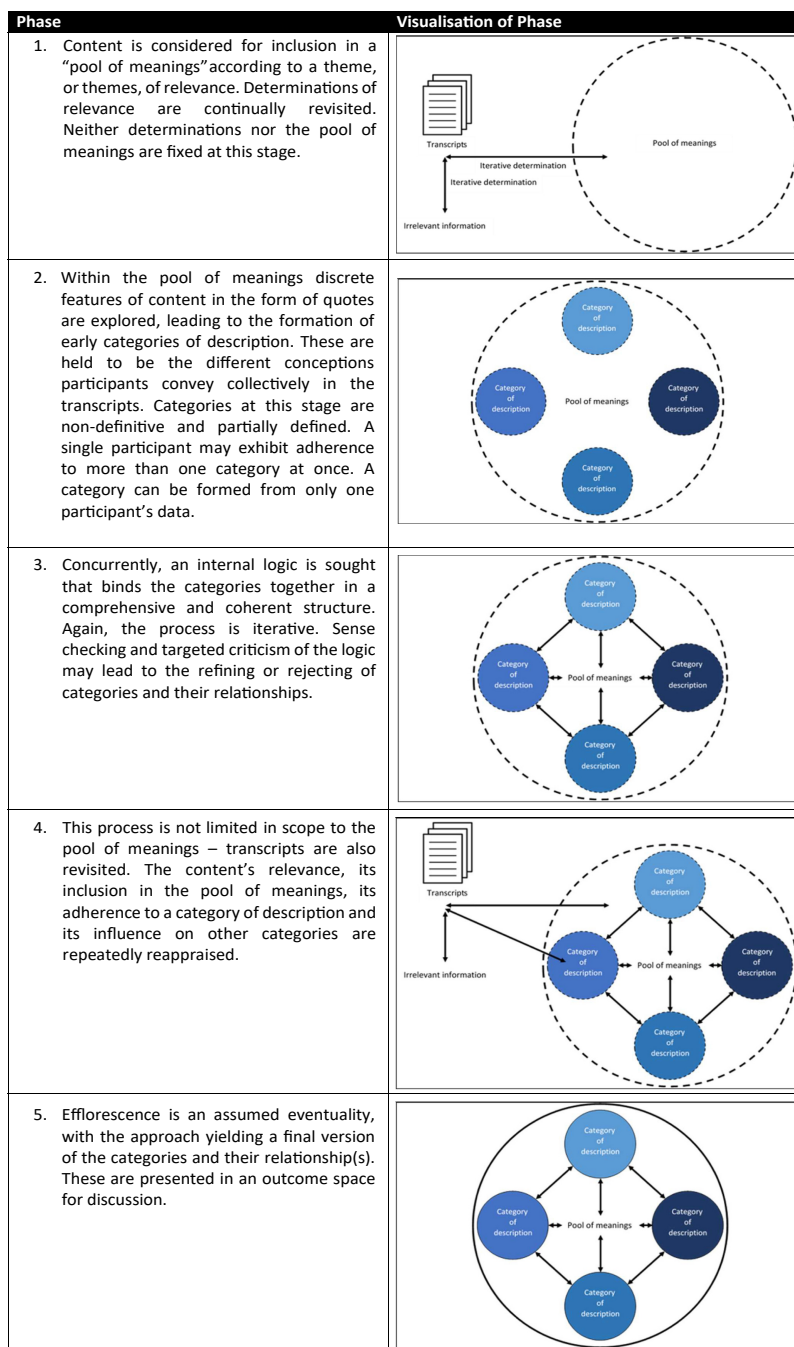 Phase
Visualisation of Phase
1. Content is considered for inclusion in a
“pool of meanings”according to a theme,
or themes, of relevance. Determinations of
relevance are continually revisited.
Neither determinations nor the pool of
meanings are fixed at this stage.
Transcripts
Pool of meanings
Iterative determination
Iterative determination
Irrelevant information
2. Within the pool of meanings discrete
features of content in the form of quotes
are explored, leading to the formation of
early categories of description. These are
held to be the different conceptions
participants convey collectively in the
transcripts. Categories at this stage are
non-definitive and partially defined. A
single participant may exhibit adherence
to more than one category at once. A
category can be formed from only one
participant’s data.
Category
of
description
Category
of
description
Pool of meanings
Category
of
description
Category
of
description
3. Concurrently, an internal logic is sought
that binds the categories together in a
comprehensive and coherent structure.
Again, the process is iterative. Sense
checking and targeted criticism of the logic
may lead to the refining or rejecting of
categories and their relationships.
Category
of
description
Category
of
description
Pool of meanings
Category
of
description
Category
of
description
4. This process is not limited in scope to the
pool of meanings – transcripts are also
revisited. The content’s relevance, its
inclusion in the pool of meanings, its
adherence to a category of description and
its influence on other categories are
repeatedly reappraised.
Transcripts
Irrelevant information
Category
of
description
Category
of
description
Pool of meanings
Category
of
description
Category
of
description
5. Efflorescence is an assumed eventuality,
with the approach yielding a final version
of the categories and their relationship(s).
These are presented in an outcome space
for discussion.
Category
of
description
Category
of
description
Pool of meanings
Category
of
description
Category
of
description